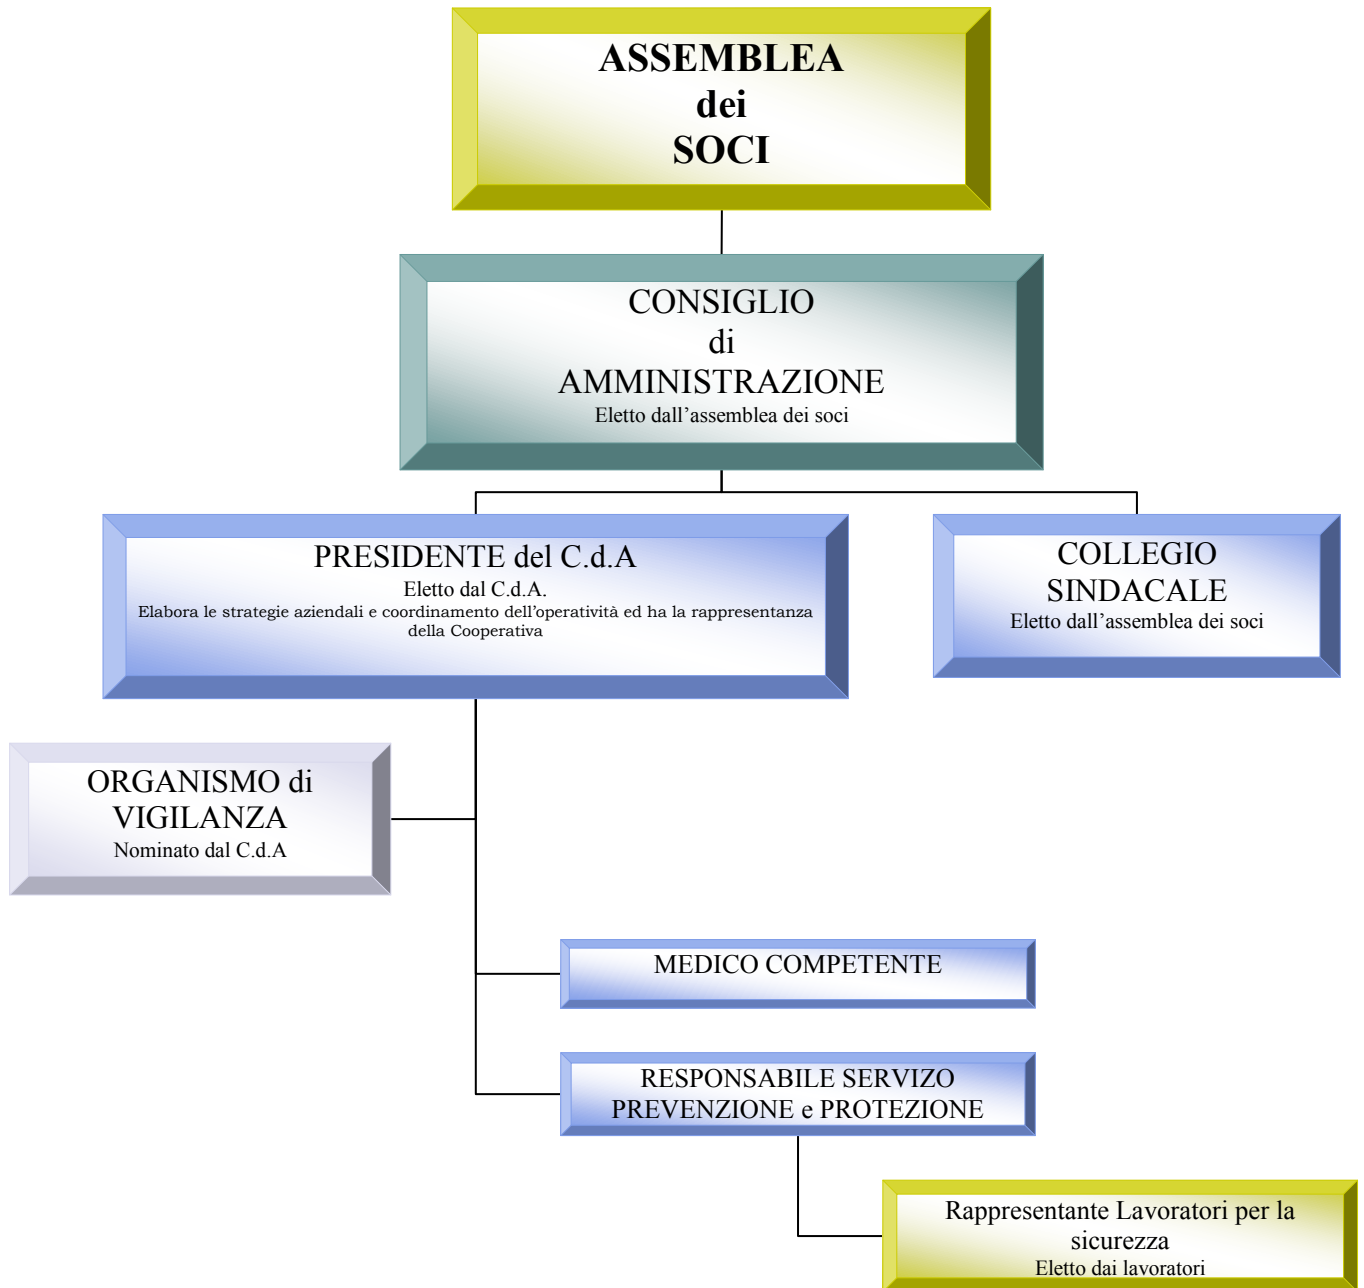 ASSEMBLEA
dei
SOCI
CONSIGLIO
di
AMMINISTRAZIONE
Eletto dall’assemblea dei soci
PRESIDENTE del C.d.A
Eletto dal C.d.A.
Elabora le strategie aziendali e coordinamento dell’operatività ed ha la rappresentanza
della Cooperativa
COLLEGIO
SINDACALE
Eletto dall’assemblea dei soci
ORGANISMO di
VIGILANZA
Nominato dal C.d.A
MEDICO COMPETENTE
RESPONSABILE SERVIZO
PREVENZIONE e PROTEZIONE
Rappresentante Lavoratori per la
sicurezza
Eletto dai lavoratori